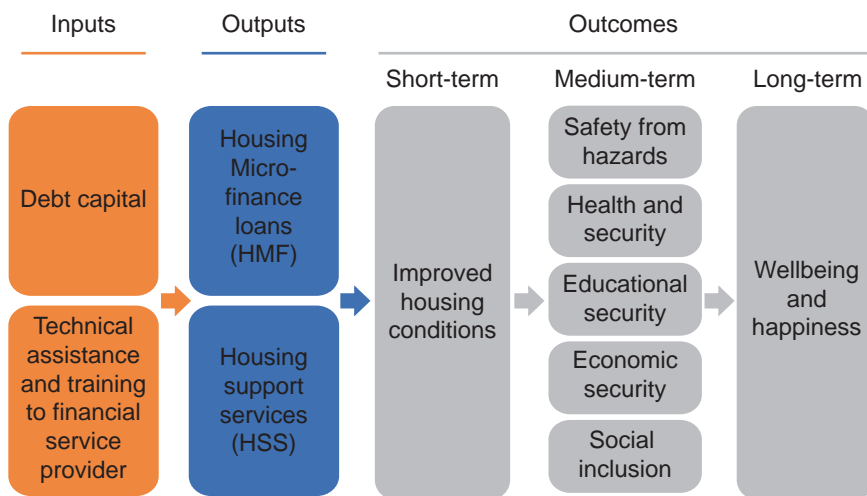 Inputs
Outputs
Outcomes
Short-term
Medium-term
Long-term
Debt capital
Technical
assistance
and training
to financial
service
provider
Housing
Micro-
finance
loans
(HMF)
Housing
support
services
(HSS)
Improved
housing
conditions
Safety from
hazards
Health and
security
Educational
security
Economic
security
Social
inclusion
Wellbeing
and
happiness